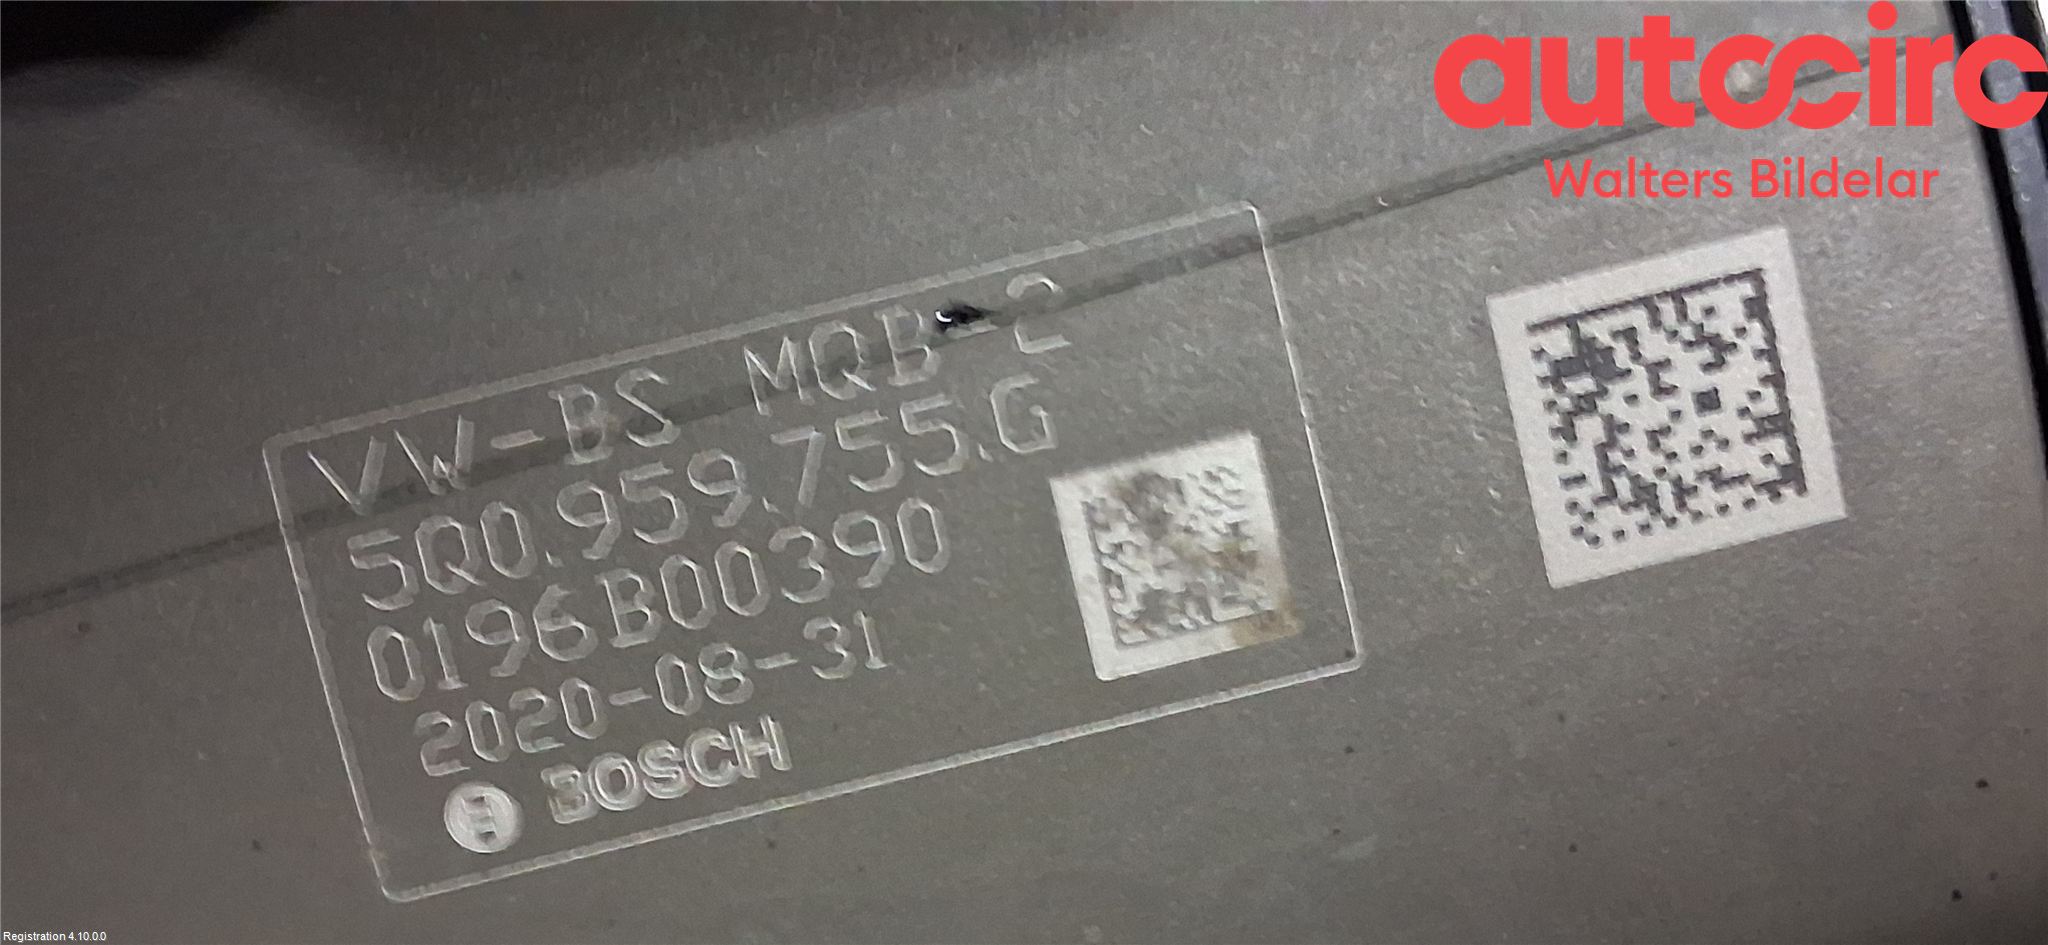 autocirc
Walters Bildelar
VW-BS MQB-2
5Q0.959.755.G
0196B00390
2020-08-31
BOSCH
Registration 4.10.0.0